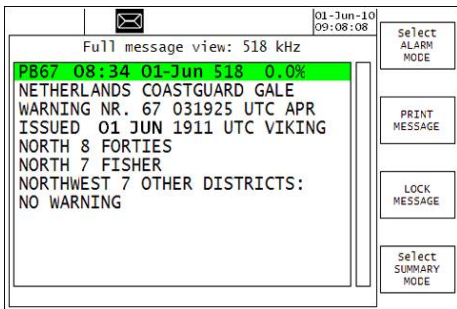 01-Jun-10
09:08:08
Full message view: 518 kHz
PB67 08:34 01-Jun 518 0.0%
NETHERLANDS COASTGUARD GALE
WARNING NR. 67 031925 UTC APR
ISSUED 01 JUN 1911 UTC VIKING
NORTH 8 FORTIES
NORTH 7 FISHER
NORTHWEST 7 OTHER DISTRICTS:
NO WARNING
Select
ALARM
MODE
PRINT
MESSAGE
LOCK
MESSAGE
Select
SUMMARY
MODE